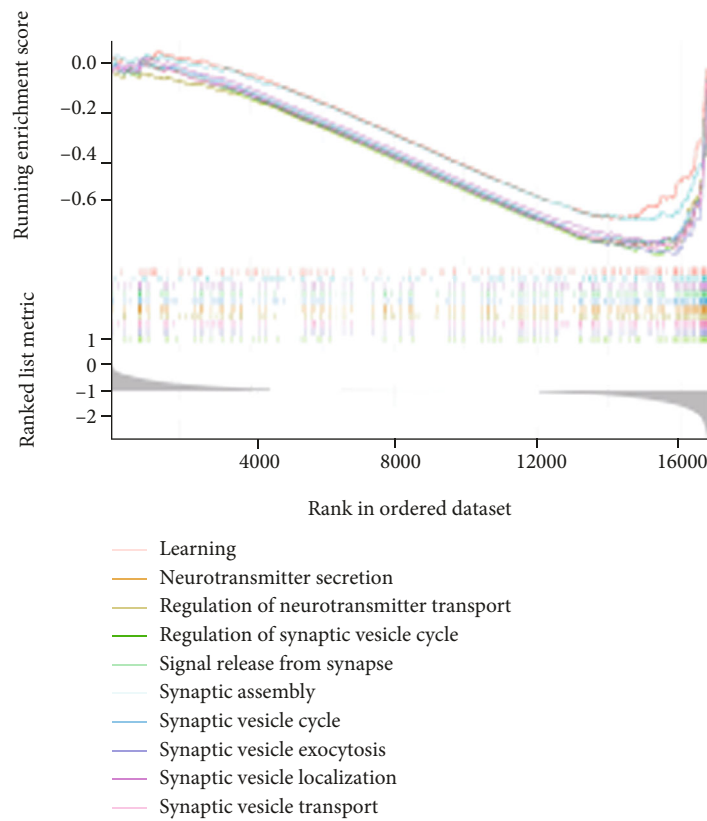 Running enrichment score
0.0
−0.2
−0.4
−0.6
Ranked list metric
1
0
−1
−2
4000
8000
12000
16000
Rank in ordered dataset
Learning
Neurotransmitter secretion
Regulation of neurotransmitter transport
Regulation of synaptic vesicle cycle
Signal release from synapse
Synaptic assembly
Synaptic vesicle cycle
Synaptic vesicle exocytosis
Synaptic vesicle localization
Synaptic vesicle transport